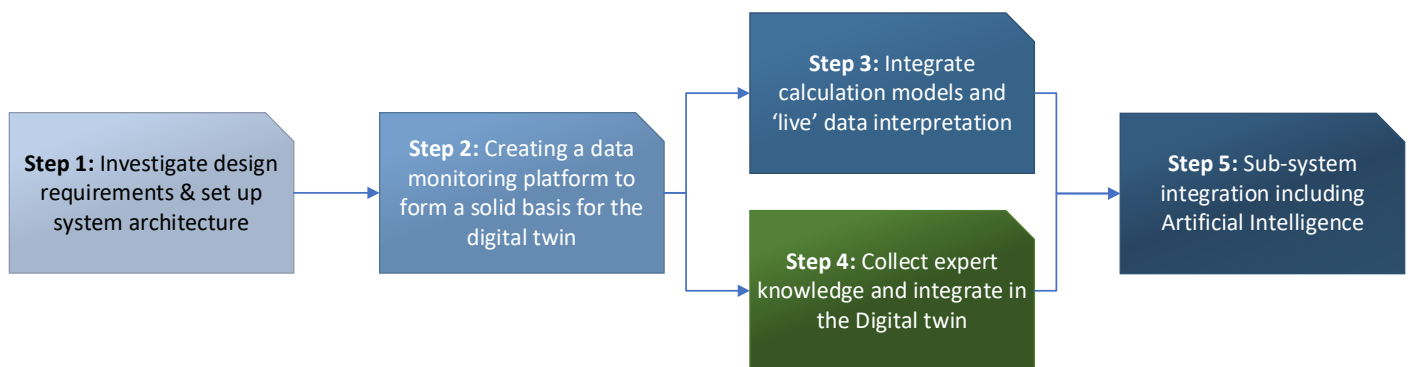 Step 1: Investigate design
requirements & set up
system architecture
Step 2: Creating a data
monitoring platform to
form a solid basis for the
digital twin
Step 3: Integrate
calculation models and
‘live’ data interpretation
Step 4: Collect expert
knowledge and integrate in
the Digital twin
Step 5: Sub-system
integration including
Artificial Intelligence